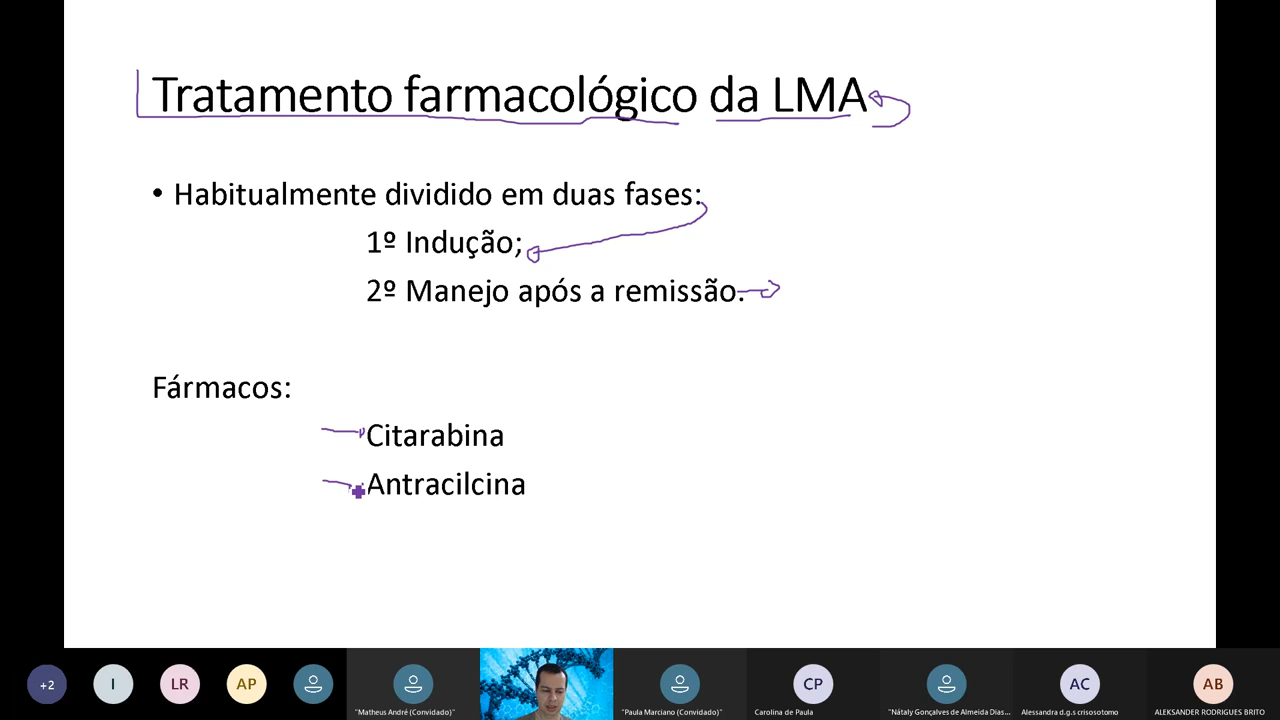 Tratamento farmacológico da LMA
• Habitualmente dividido em duas fases:
1º Indução;
2º Manejo após a remissão.
Fármacos:
Citarabina
Antracilcina
+2
I
LR
AP
"Matheus André (Convidado)"
"Paula Marciano (Convidado)"
CP
Carolina de Paula
"Nátaly Gonçalves de Almeida Dias...
AC
Alessandra d.g.s crisosotomo
AB
ALEKSANDER RODRIGUES BRITO